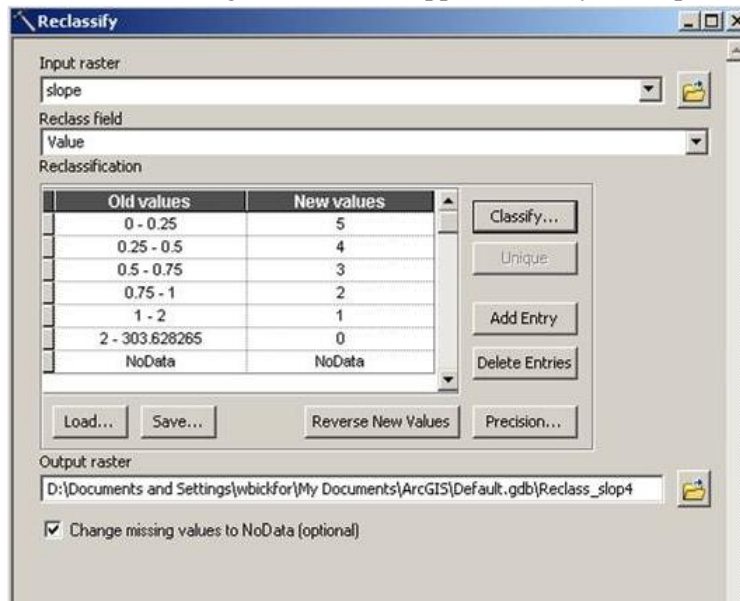 Reclassify
Input raster
slope
Reclass field
Value
Reclassification
Old values New values
0 - 0.25 5
0.25 - 0.5 4
0.5 - 0.75 3
0.75 - 1 2
1 - 2 1
2 - 303.628265 0
NoData NoData
Classify...
Unique
Add Entry
Delete Entries
Load... Save... Reverse New Values Precision...
Output raster
D:\Documents and Settings\wbickfor\My Documents\ArcGIS\Default.gdb\Reclass_slop4
Change missing values to NoData (optional)